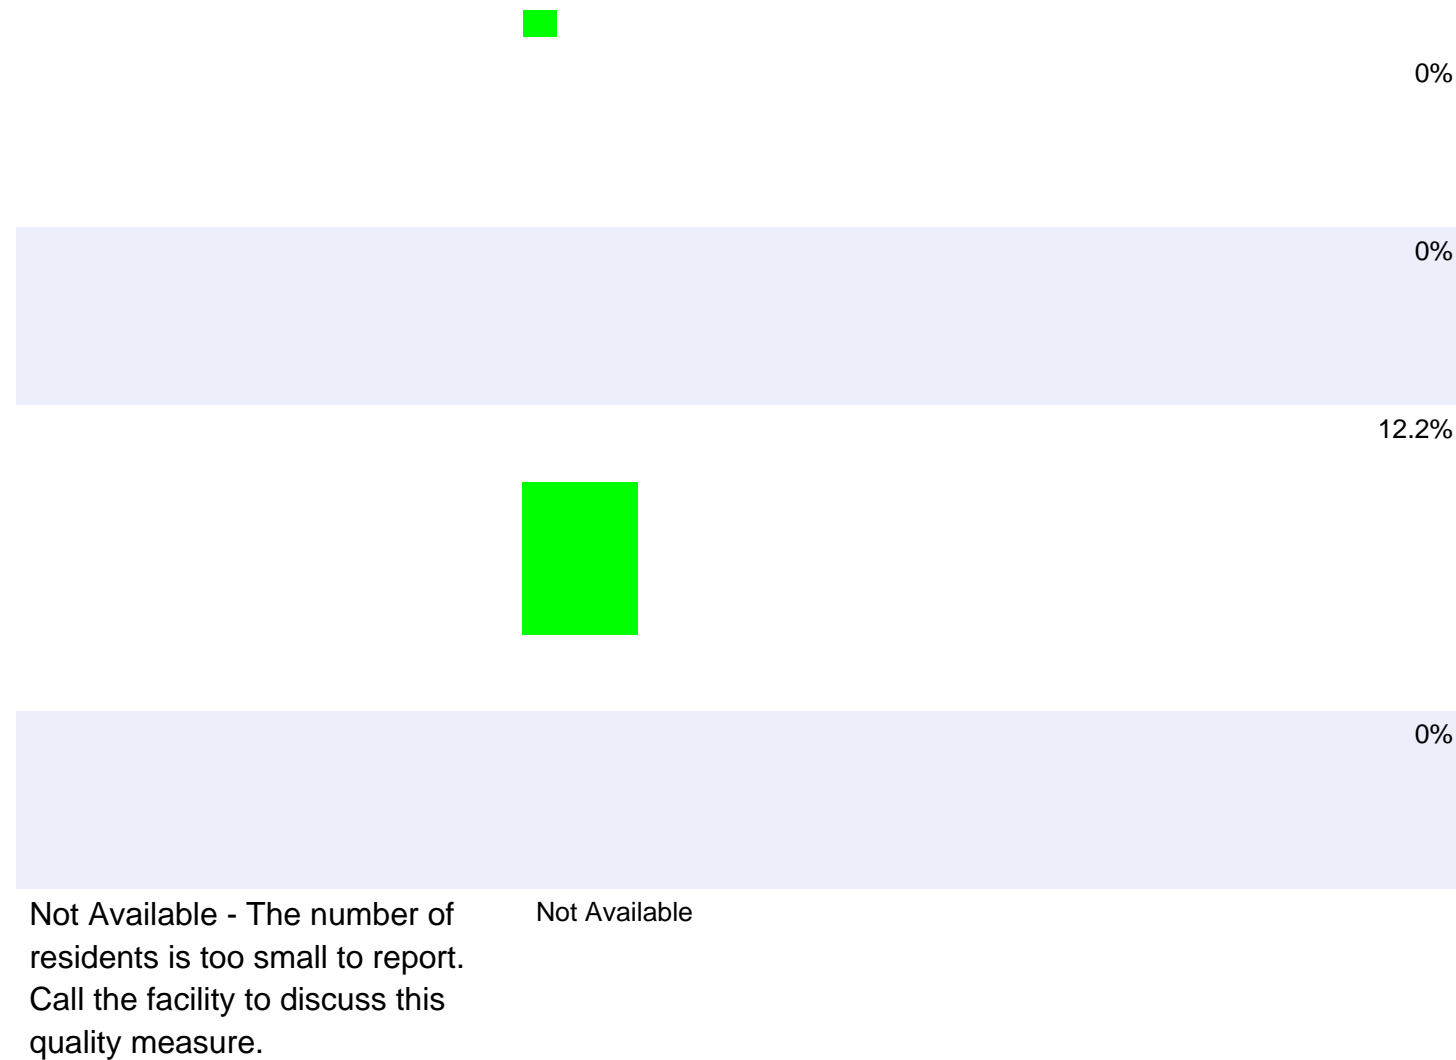 0%
0%
12.2%
0%
Not Available - The number of
residents is too small to report.
Call the facility to discuss this
quality measure.
Not Available